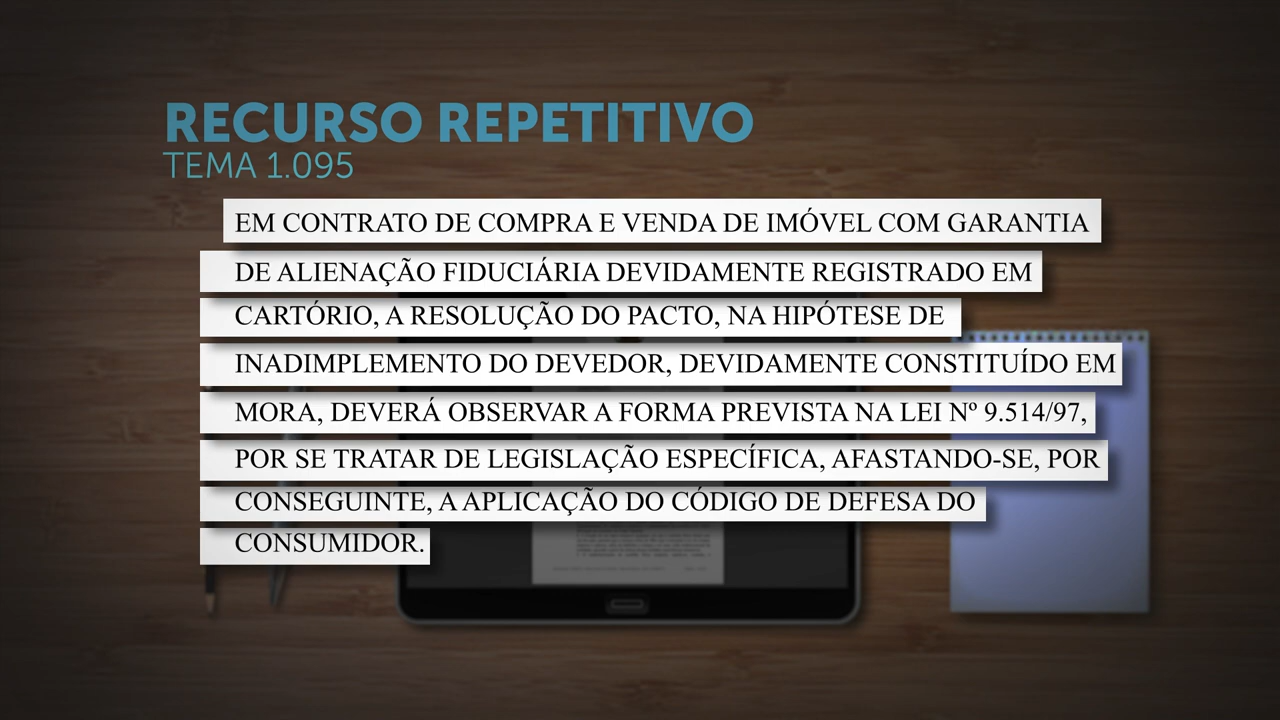 RECURSO REPETITIVO
TEMA 1.095
EM CONTRATO DE COMPRA E VENDA DE IMÓVEL COM GARANTIA
DE ALIENAÇÃO FIDUCIÁRIA DEVIDAMENTE REGISTRADO EM
CARTÓRIO, A RESOLUÇÃO DO PACTO, NA HIPÓTESE DE
INADIMPLEMENTO DO DEVEDOR, DEVIDAMENTE CONSTITUÍDO EM
MORA, DEVERÁ OBSERVAR A FORMA PREVISTA NA LEI Nº 9.514/97,
POR SE TRATAR DE LEGISLAÇÃO ESPECÍFICA, AFASTANDO-SE, POR
CONSEGUINTE, A APLICAÇÃO DO CÓDIGO DE DEFESA DO
CONSUMIDOR.